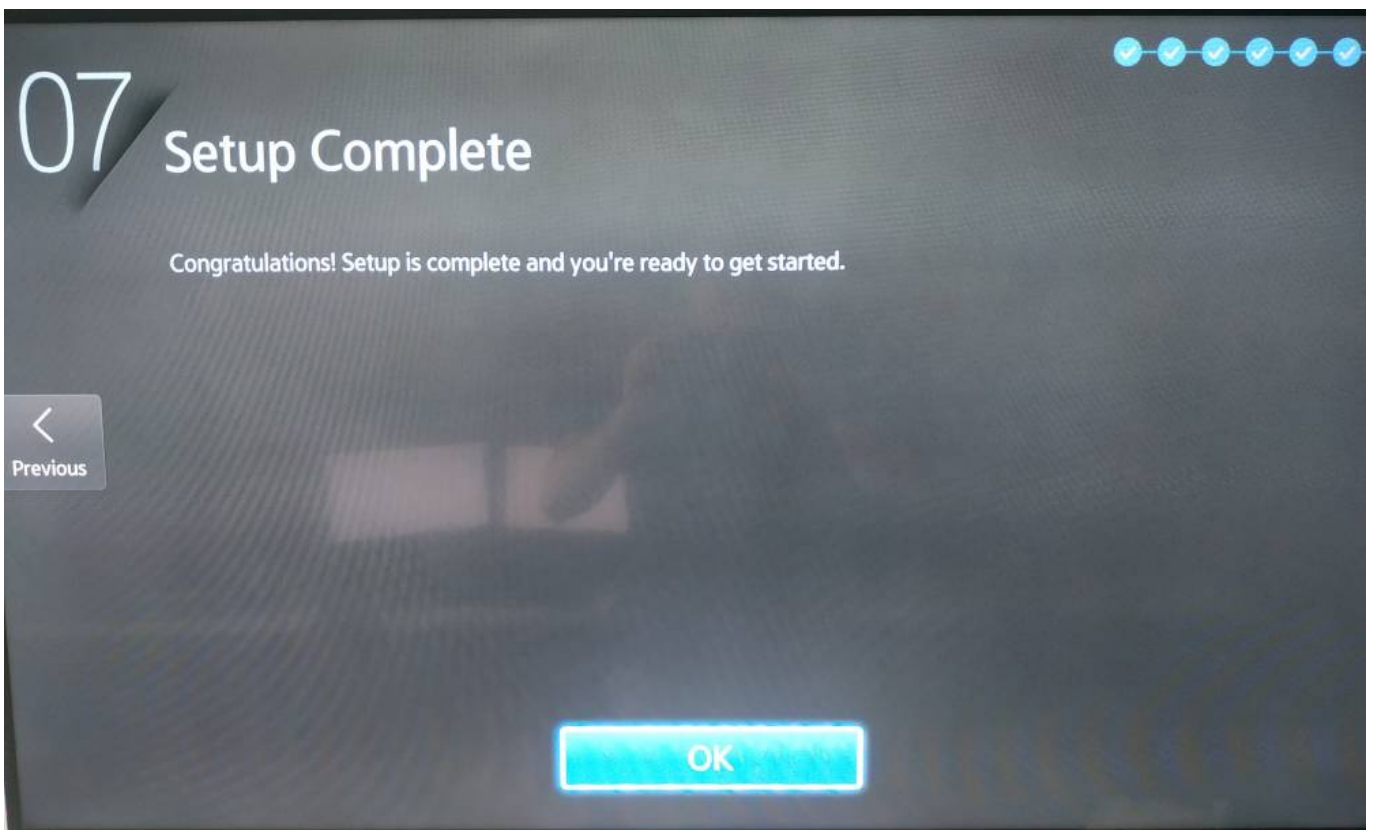 07
Setup Complete
Congratulations! Setup is complete and you're ready to get started.
Previous
OK